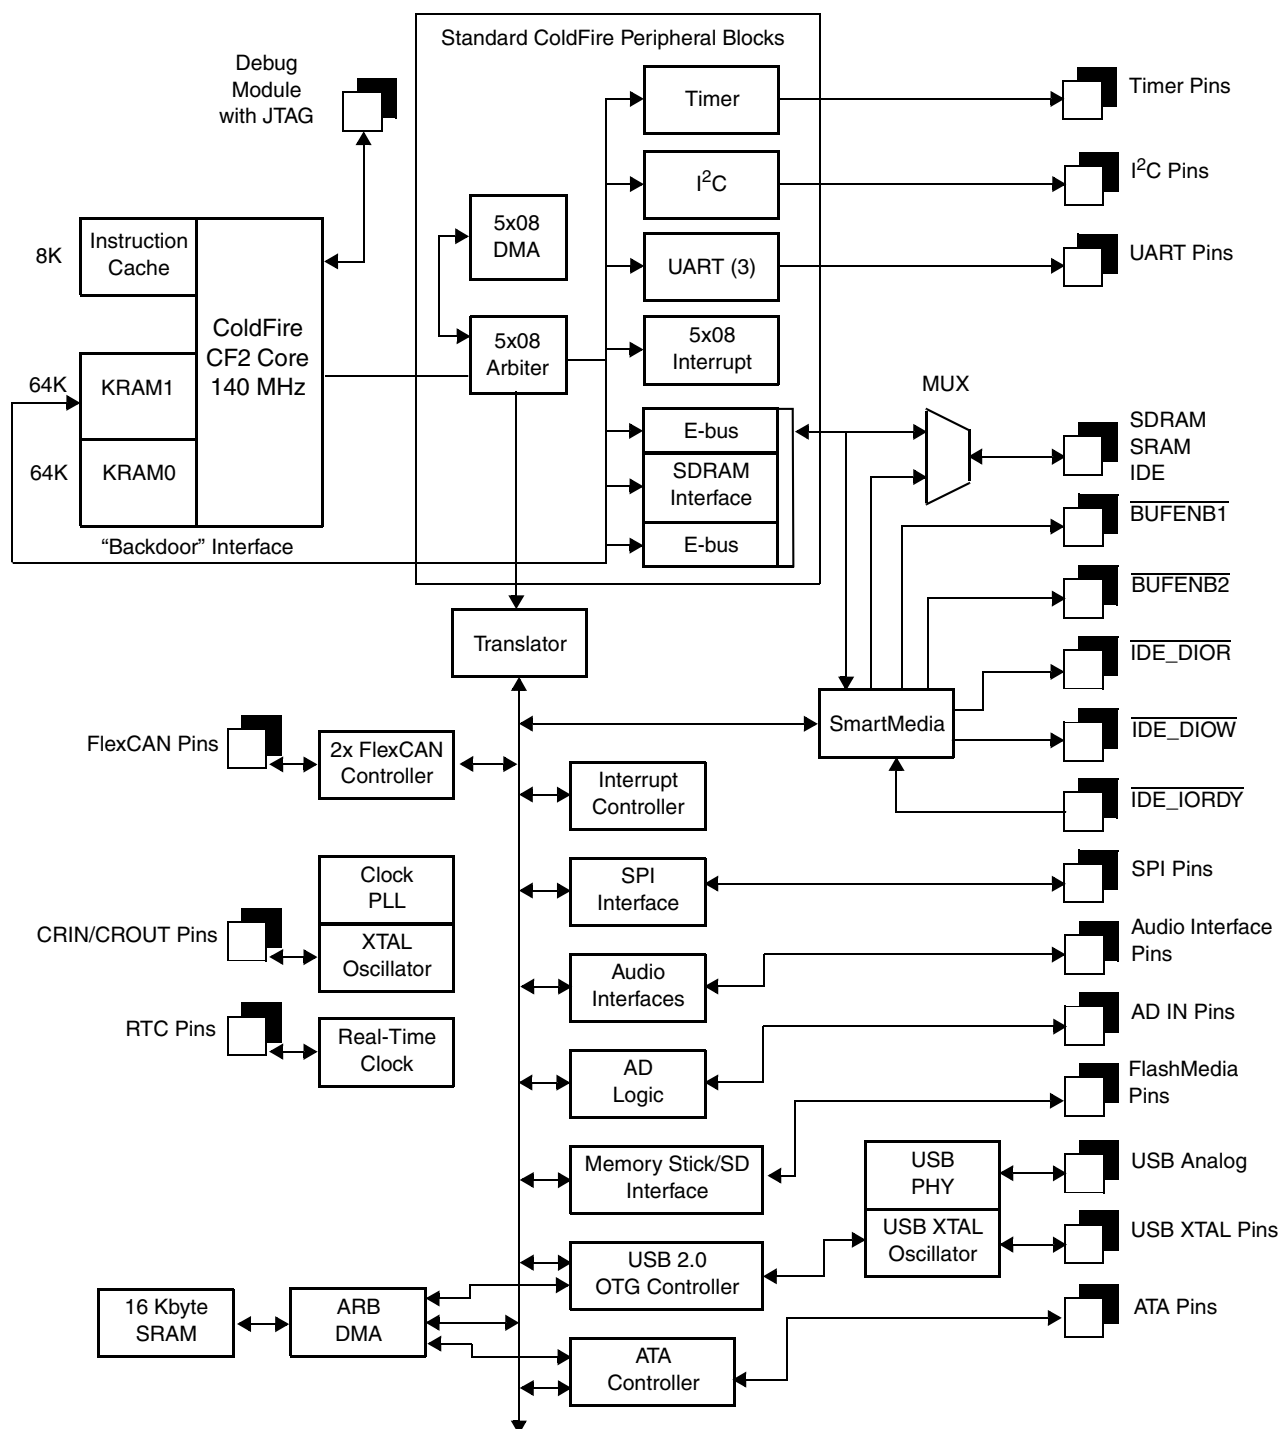 Standard ColdFire Peripheral Blocks
Debug
Module
with JTAG
Timer
Timer Pins
I²C
I²C Pins
5x08
DMA
UART (3)
UART Pins
8K
Instruction
Cache
ColdFire
CF2 Core
140 MHz
5x08
Arbiter
5x08
Interrupt
64K
KRAM1
64K
KRAM0
"Backdoor" Interface
E-bus
SDRAM
Interface
E-bus
MUX
SDRAM
SRAM
IDE
BUFENB1
BUFENB2
IDE_DIOR
IDE_DIOW
IDE_IORDY
Translator
SmartMedia
FlexCAN Pins
2x FlexCAN
Controller
Interrupt
Controller
Clock
PLL
SPI
Interface
SPI Pins
CRIN/CROUT Pins
XTAL
Oscillator
Audio
Interfaces
Audio Interface
Pins
RTC Pins
Real-Time
Clock
AD
Logic
AD IN Pins
FlashMedia
Pins
Memory Stick/SD
Interface
USB
PHY
USB Analog
USB XTAL
Oscillator
USB XTAL Pins
USB 2.0
OTG Controller
16 Kbyte
SRAM
ARB
DMA
ATA
Controller
ATA Pins